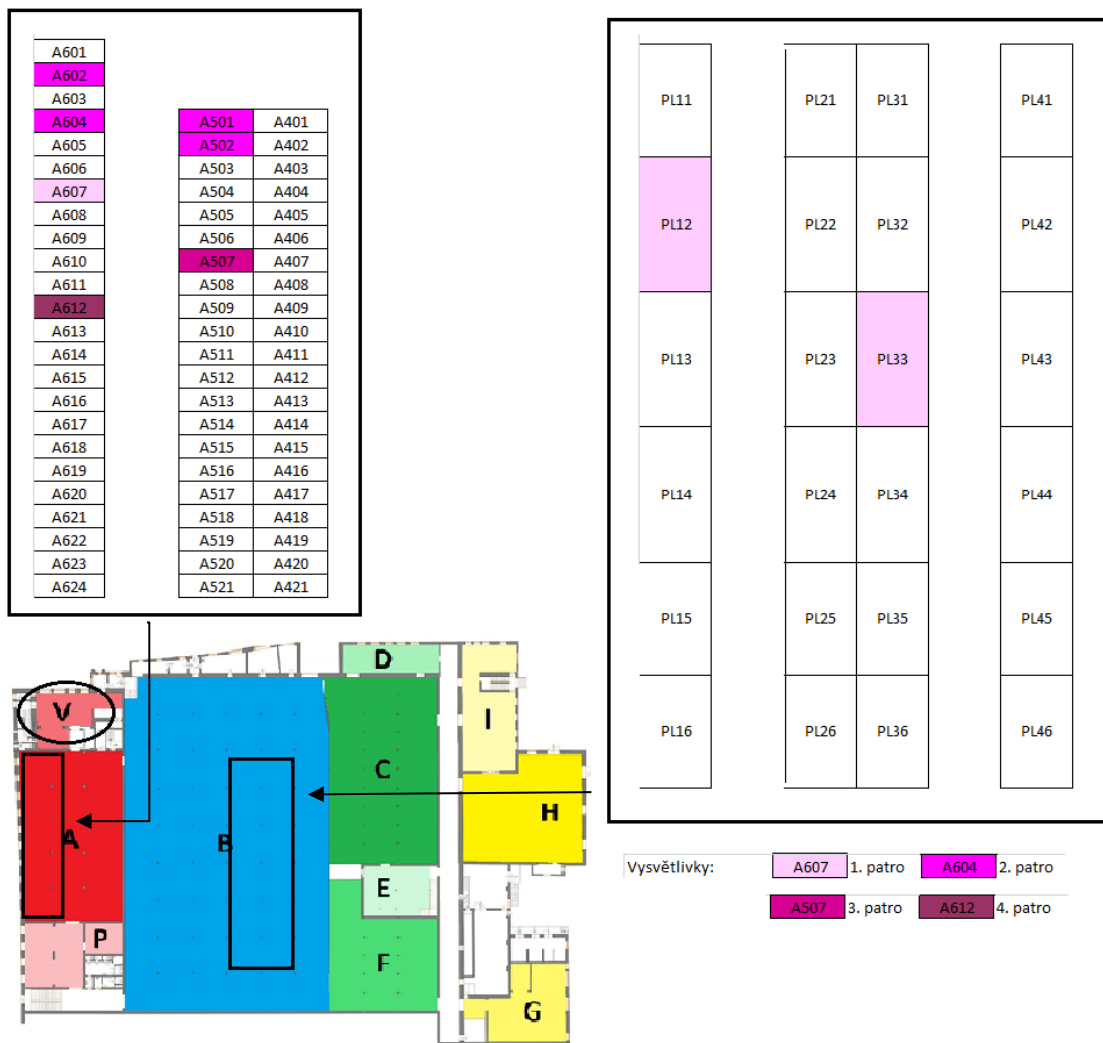 A601
A602
A603
A604 A501 A401
A605 A502 A402
A606 A503 A403
A607 A504 A404
A608 A505 A405
A609 A506 A406
A610 A507 A407
A611 A508 A408
A612 A509 A409
A613 A510 A410
A614 A511 A411
A615 A512 A412
A616 A513 A413
A617 A514 A414
A618 A515 A415
A619 A516 A416
A620 A517 A417
A621 A518 A418
A622 A519 A419
A623 A520 A420
A624 A521 A421
PL11 PL21 PL31 PL41
PL12 PL22 PL32 PL42
PL13 PL23 PL33 PL43
PL14 PL24 PL34 PL44
PL15 PL25 PL35 PL45
PL16 PL26 PL36 PL46
D
V
I
C
A
B
H
E
P
F
G
Vysvětlivky: A607 1. patro A604 2. patro
A507 3. patro A612 4. patro